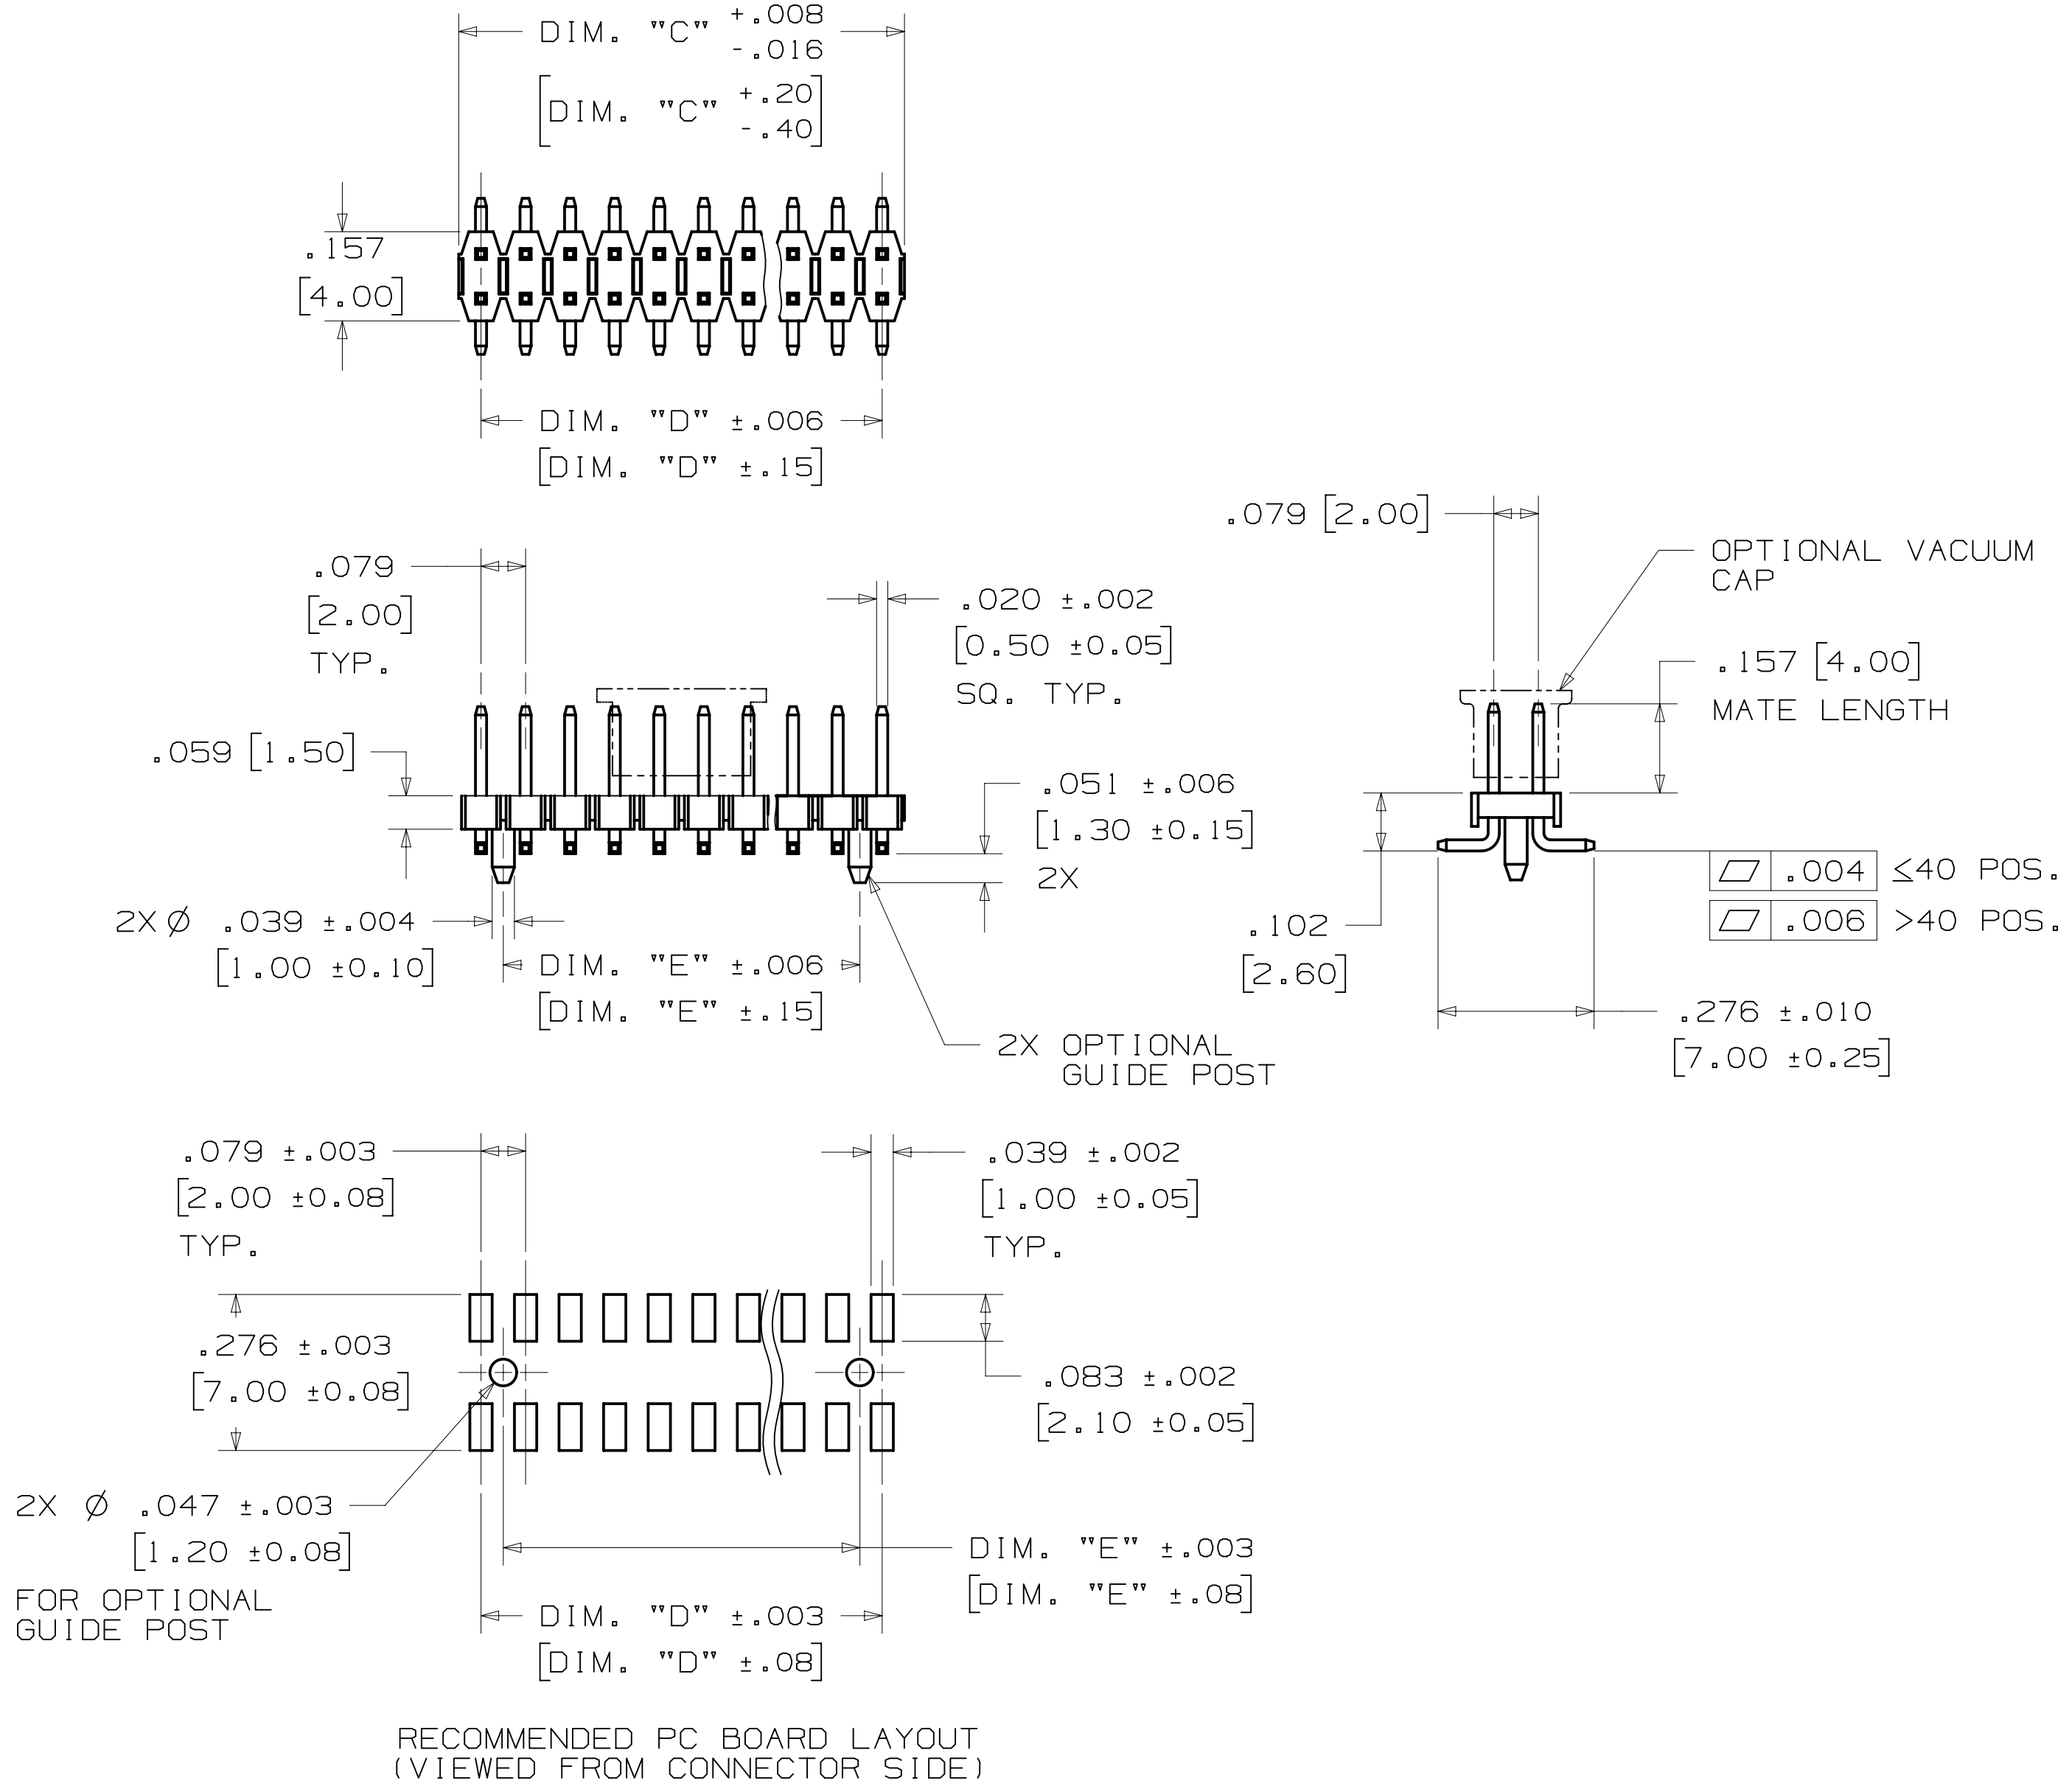 DIM. "C" +.008
-.016
[DIM. "C" +.20
-.40]
.157
[4.00]
DIM. "D" ±.006
[DIM. "D" ±.15]
.079
[2.00]
TYP.
.020 ±.002
[0.50 ±0.05]
SQ. TYP.
.059 [1.50]
.051 ±.006
[1.30 ±0.15]
2X
2X Ø .039 ±.004
[1.00 ±0.10]
DIM. "E" ±.006
[DIM. "E" ±.15]
2X OPTIONAL
GUIDE POST
.079 [2.00]
OPTIONAL VACUUM
CAP
.157 [4.00]
MATE LENGTH
⏥ .004 ≤40 POS.
⏥ .006 >40 POS.
.102
[2.60]
.276 ±.010
[7.00 ±0.25]
.079 ±.003
[2.00 ±0.08]
TYP.
.039 ±.002
[1.00 ±0.05]
TYP.
.276 ±.003
[7.00 ±0.08]
.083 ±.002
[2.10 ±0.05]
2X Ø .047 ±.003
[1.20 ±0.08]
FOR OPTIONAL
GUIDE POST
DIM. "E" ±.003
[DIM. "E" ±.08]
DIM. "D" ±.003
[DIM. "D" ±.08]
RECOMMENDED PC BOARD LAYOUT
(VIEWED FROM CONNECTOR SIDE)